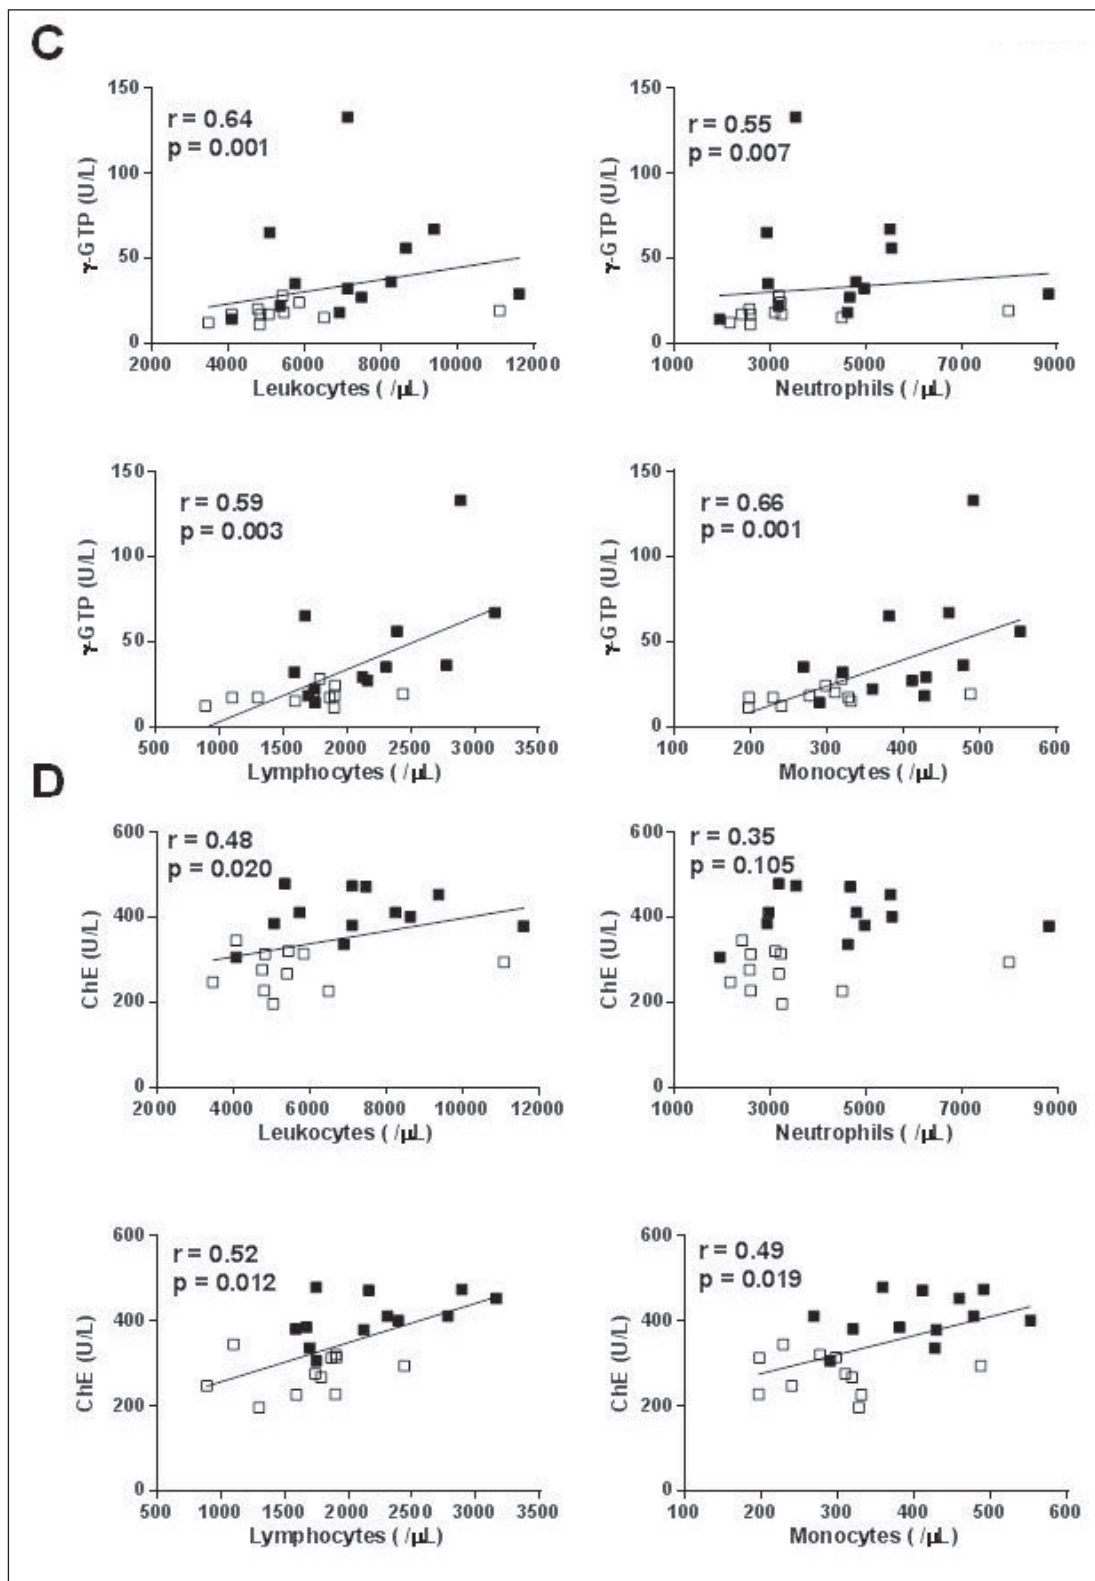 C
150
100
50
0
γ-GTP (U/L)
r = 0.64
p = 0.001
2000 4000 6000 8000 10000 12000
Leukocytes ( /μL)
150
100
50
0
γ-GTP (U/L)
r = 0.55
p = 0.007
1000 3000 5000 7000 9000
Neutrophils ( /μL)
150
100
50
0
γ-GTP (U/L)
r = 0.59
p = 0.003
500 1000 1500 2000 2500 3000 3500
Lymphocytes ( /μL)
150
100
50
0
γ-GTP (U/L)
r = 0.66
p = 0.001
100 200 300 400 500 600
Monocytes ( /μL)
D
600
400
200
0
ChE (U/L)
r = 0.48
p = 0.020
2000 4000 6000 8000 10000 12000
Leukocytes ( /μL)
600
400
200
0
ChE (U/L)
r = 0.35
p = 0.105
1000 3000 5000 7000 9000
Neutrophils ( /μL)
600
400
200
0
ChE (U/L)
r = 0.52
p = 0.012
500 1000 1500 2000 2500 3000 3500
Lymphocytes ( /μL)
600
400
200
0
ChE (U/L)
r = 0.49
p = 0.019
100 200 300 400 500 600
Monocytes ( /μL)